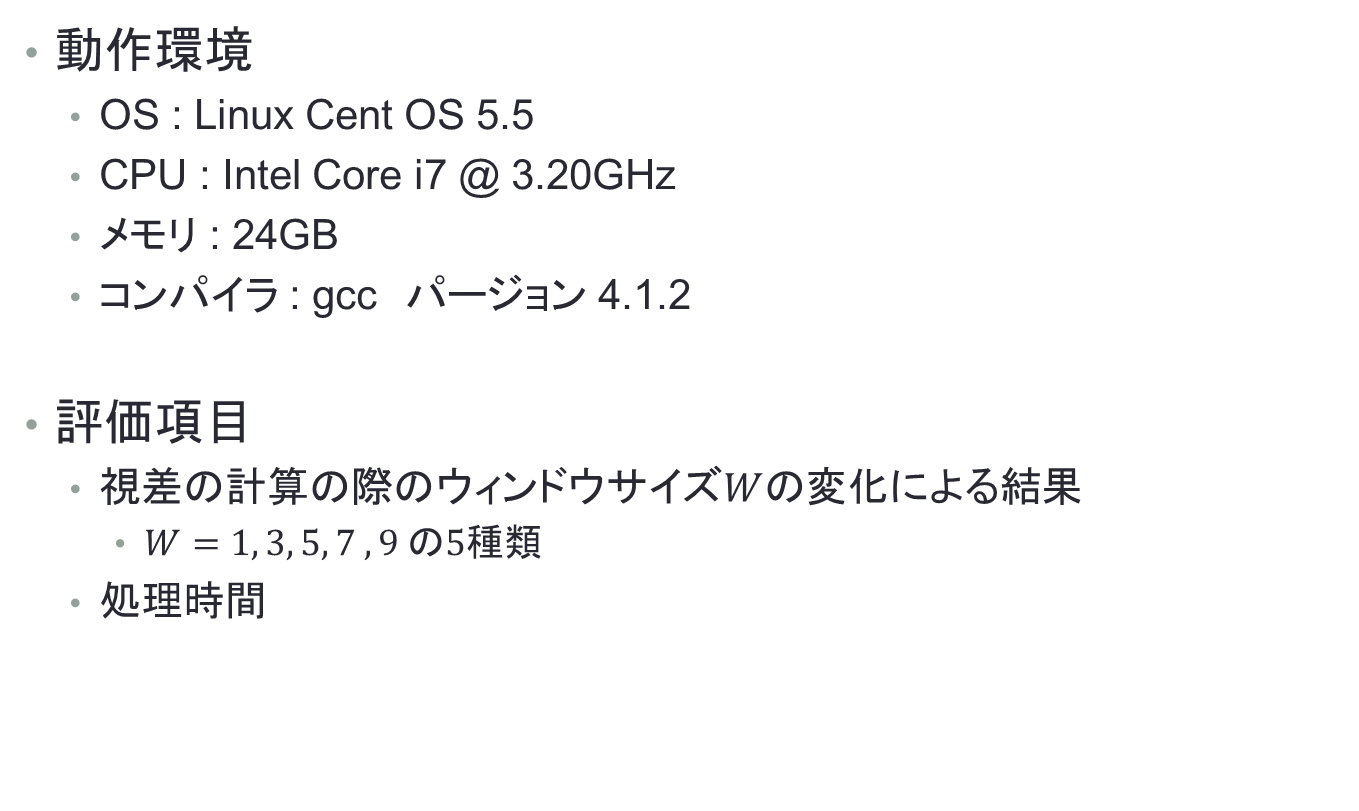 • 動作環境
• OS : Linux Cent OS 5.5
• CPU : Intel Core i7 @ 3.20GHz
• メモリ : 24GB
• コンパイラ : gcc パージョン 4.1.2
• 評価項目
• 視差の計算の際のウィンドウサイズWの変化による結果
• W = 1, 3, 5, 7 , 9 の5種類
• 処理時間